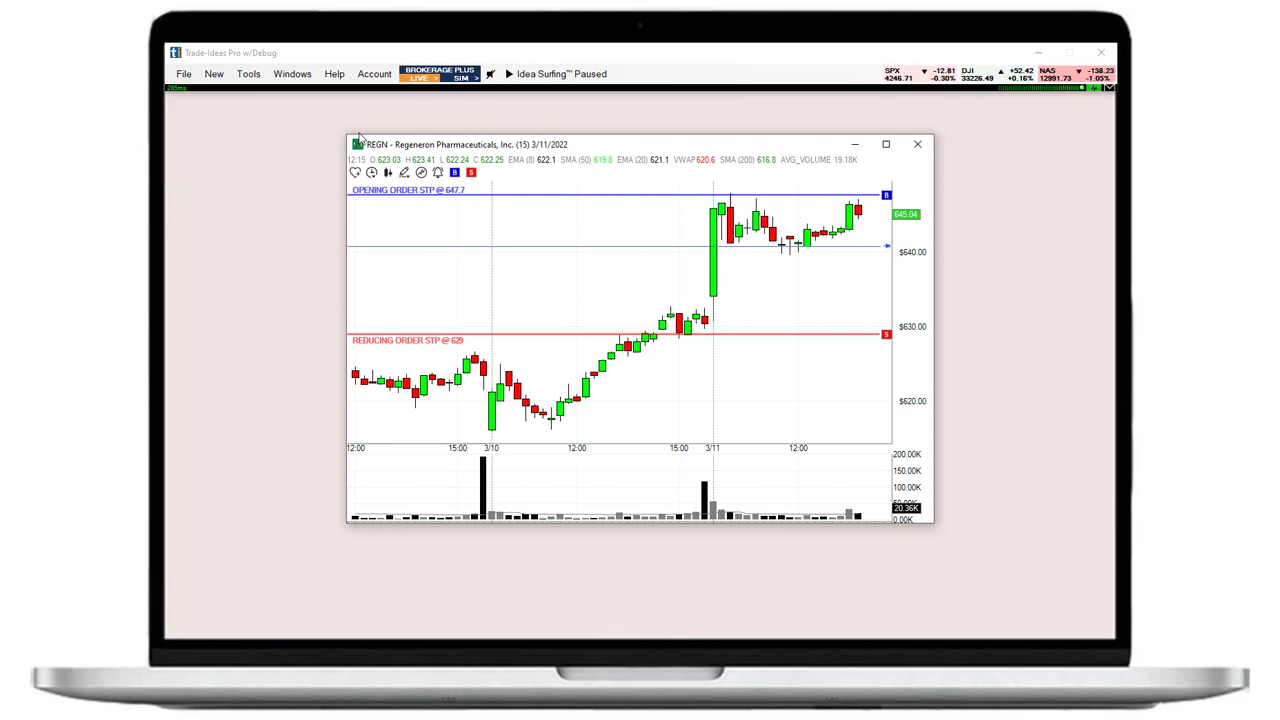 Trade-Ideas Pro w/Debug
File New Tools Windows Help Account BROKERAGE PLUS LIVE > SIM > Idea Surfing™ Paused
SPX -12.81 DJI +52.42 NAS -138.23
4246.71 -0.30% 33226.49 +0.16% 12991.73 -1.05%
285ms
REGN - Regeneron Pharmaceuticals, Inc. (15) 3/11/2022
12:15 O 623.03 H 623.41 L 622.24 C 622.25 EMA (8) 622.1 SMA (50) 619.8 EMA (20) 621.1 VWAP 620.6 SMA (200) 616.8 AVG_VOLUME 19.18K
B S
OPENING ORDER STP @ 647.7
B
645.04
$640.00
$630.00
S
REDUCING ORDER STP @ 629
$620.00
12:00 15:00 3/10 12:00 15:00 3/11 12:00
200.00K
150.00K
100.00K
50.00K
20.36K
0.00K